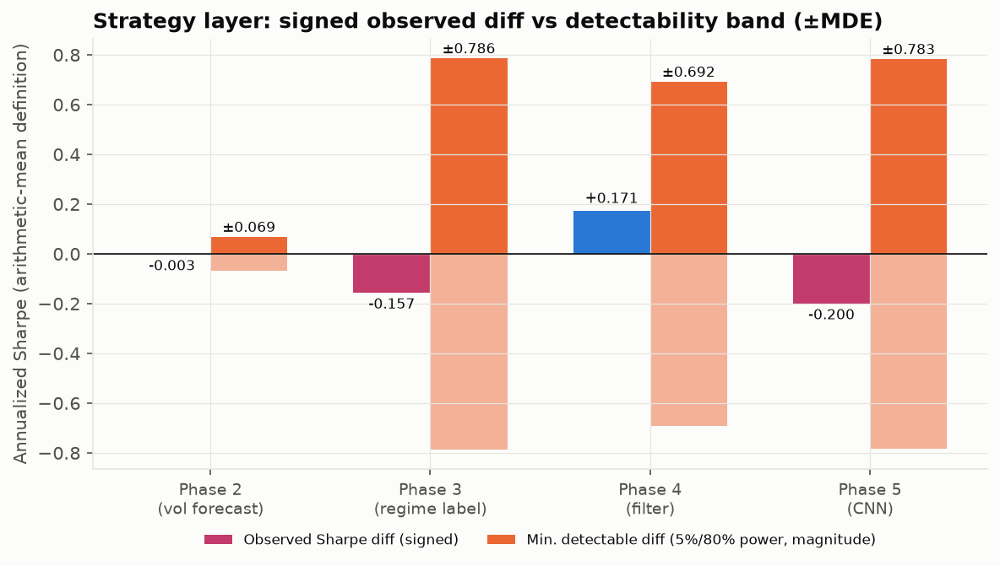 Strategy layer: signed observed diff vs detectability band (±MDE)
Annualized Sharpe (arithmetic-mean definition)
0.8
0.6
0.4
0.2
0.0
−0.2
−0.4
−0.6
−0.8
±0.069
-0.003
±0.786
-0.157
±0.692
+0.171
±0.783
-0.200
Phase 2
(vol forecast)
Phase 3
(regime label)
Phase 4
(filter)
Phase 5
(CNN)
Observed Sharpe diff (signed)
Min. detectable diff (5%/80% power, magnitude)